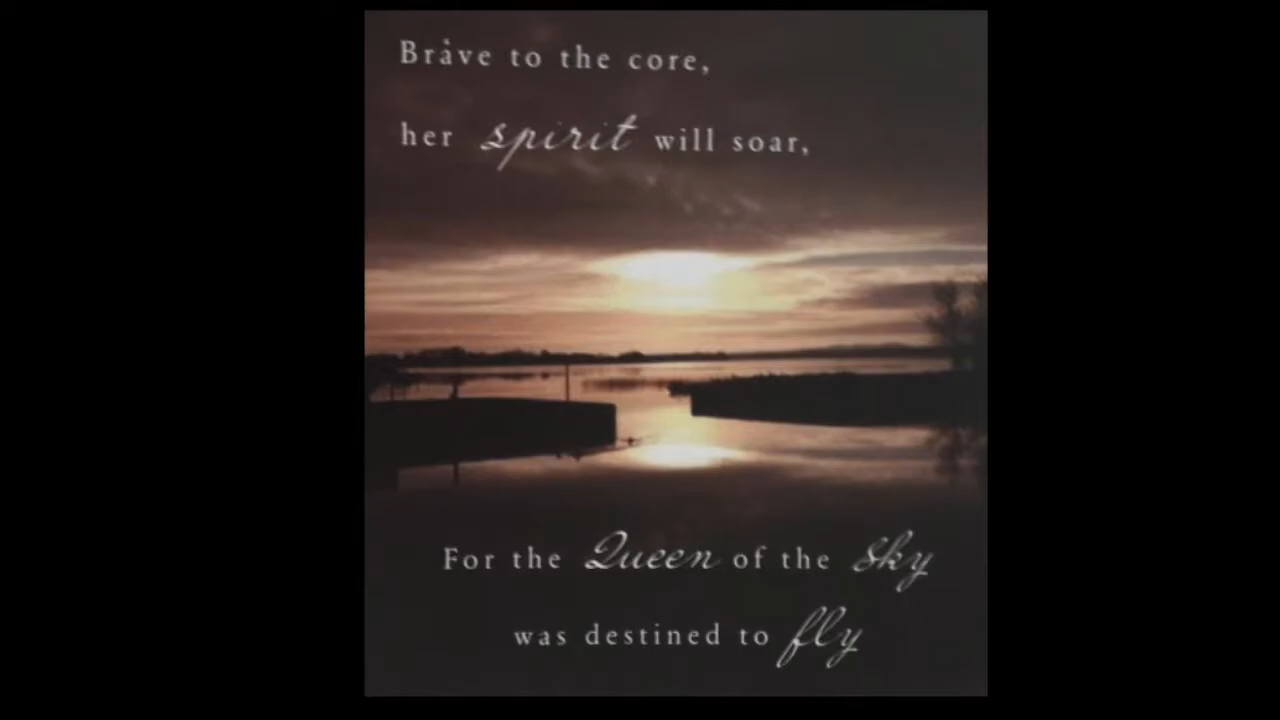 Brave to the core,
her spirit will soar,
For the Queen of the Sky
was destined to fly